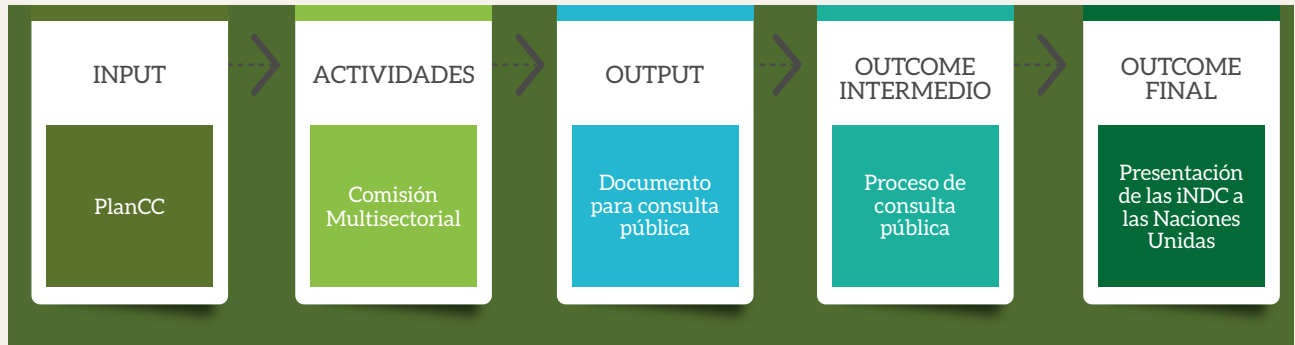 INPUT
ACTIVIDADES
OUTPUT
OUTCOME
INTERMEDIO
OUTCOME
FINAL
PlanCC
Comisión
Multisectorial
Documento
para consulta
pública
Proceso de
consulta
pública
Presentación
de las iNDC a
las Naciones
Unidas